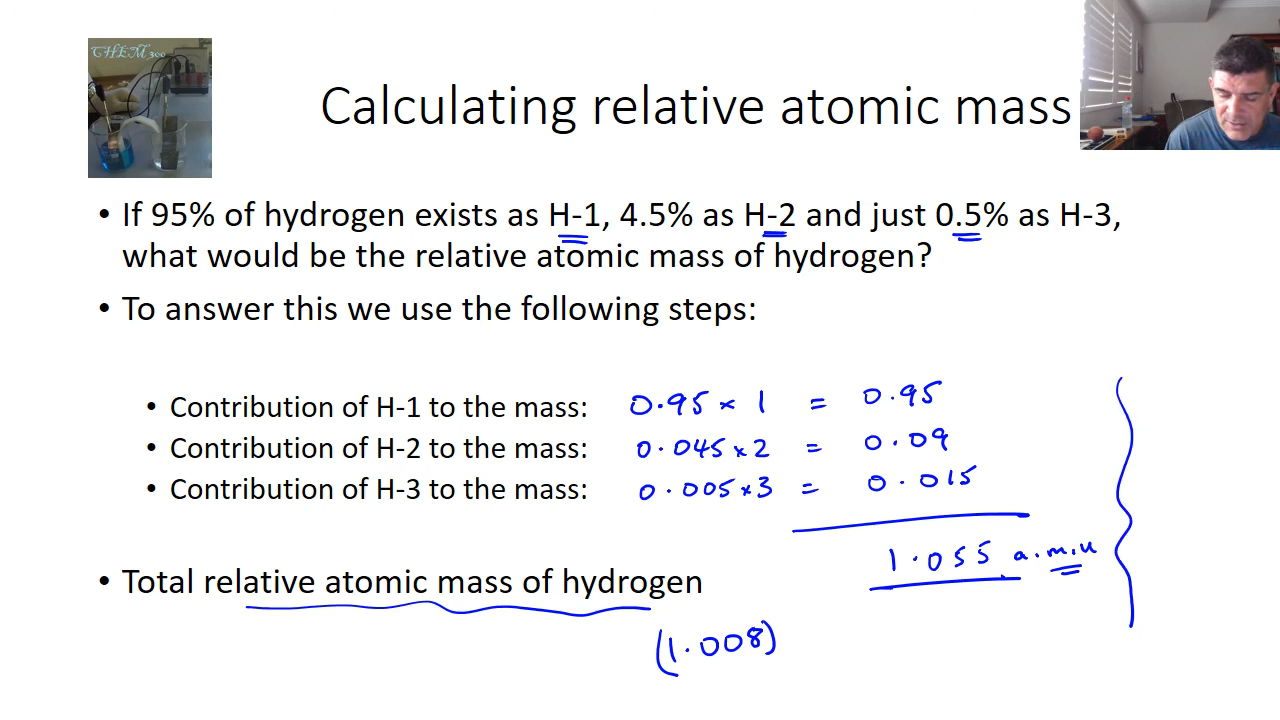 CHEM 300
Calculating relative atomic mass
• If 95% of hydrogen exists as H-1, 4.5% as H-2 and just 0.5% as H-3,
what would be the relative atomic mass of hydrogen?
• To answer this we use the following steps:
• Contribution of H-1 to the mass: 0.95 × 1 = 0.95
• Contribution of H-2 to the mass: 0.045 × 2 = 0.09
• Contribution of H-3 to the mass: 0.005 × 3 = 0.015
1.055 a.m.u
• Total relative atomic mass of hydrogen
(1.008)